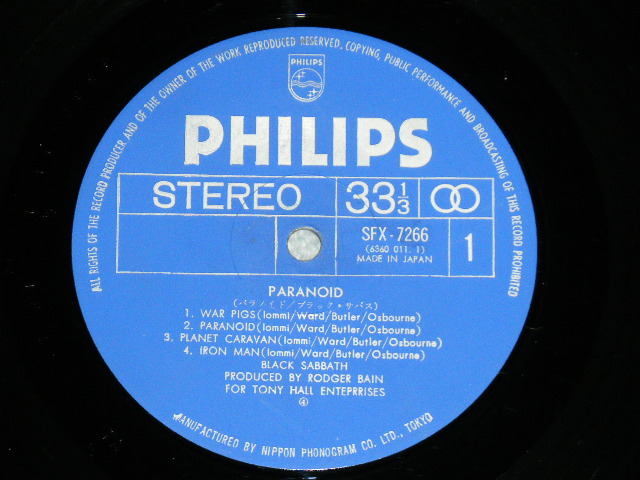 ALL RIGHTS OF THE RECORD PRODUCER AND OF THE OWNER OF THE WORK REPRODUCED RESERVED. COPYING, PUBLIC PERFORMANCE AND BROADCASTING OF THIS RECORD PROHIBITED
PHILIPS
PHILIPS
STEREO 33 1/3
SFX-7266
(6360 011. 1)
MADE IN JAPAN
1
PARANOID
(パラノイド/ブラック・サバス)
1. WAR PIGS(Iommi/Ward/Butler/Osbourne)
2. PARANOID(Iommi/Ward/Butler/Osbourne)
3. PLANET CARAVAN(Iommi/Ward/Butler/Osbourne)
4. IRON MAN(Iommi/Ward/Butler/Osbourne)
BLACK SABBATH
PRODUCED BY RODGER BAIN
FOR TONY HALL ENTEPRRISES
④
MANUFACTURED BY NIPPON PHONOGRAM CO. LTD., TOKYO